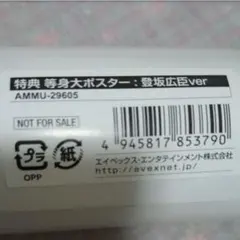 特典 等身大ポスター：登坂広臣ver
AMMU-29605
NOT FOR SALE
4 945817 853790
プラ
紙
OPP
エイベックス・エンタテインメント株式会社
http://avexnet.jp/